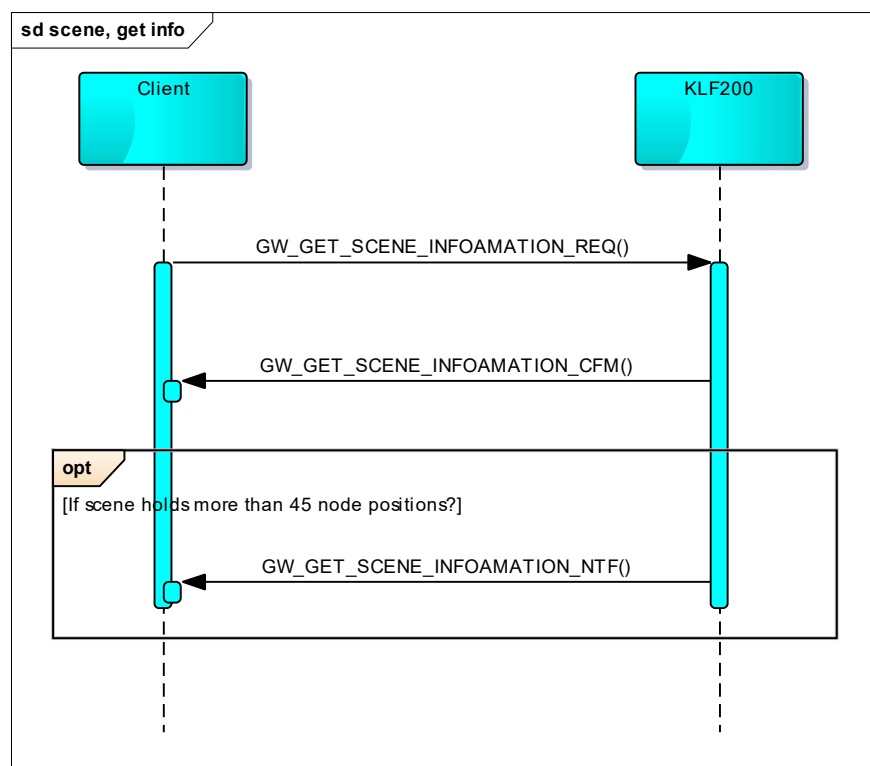 sd scene, get info
Client
KLF200
GW_GET_SCENE_INFOAMATION_REQ()
GW_GET_SCENE_INFOAMATION_CFM()
opt
[If scene holds more than 45 node positions?]
GW_GET_SCENE_INFOAMATION_NTF()